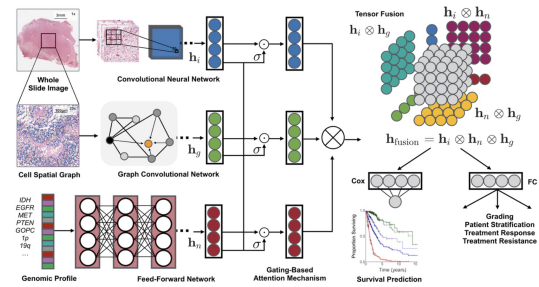 2mm
1x
Whole
Slide Image
Convolutional Neural Network
h_i
σ
Tensor Fusion
h_i ⊗ h_g
h_i ⊗ h_n
h_n ⊗ h_g
h_fusion = h_i ⊗ h_n ⊗ h_g
Cell Spatial Graph
Graph Convolutional Network
h_g
σ
Cox
FC
Grading
Patient Stratification
Treatment Response
Treatment Resistance
IDH
EGFR
MET
PTEN
GOPC
1p
19q
...
Genomic Profile
Feed-Forward Network
h_n
σ
Gating-Based
Attention Mechanism
Proportion Surviving
Time (years)
Survival Prediction